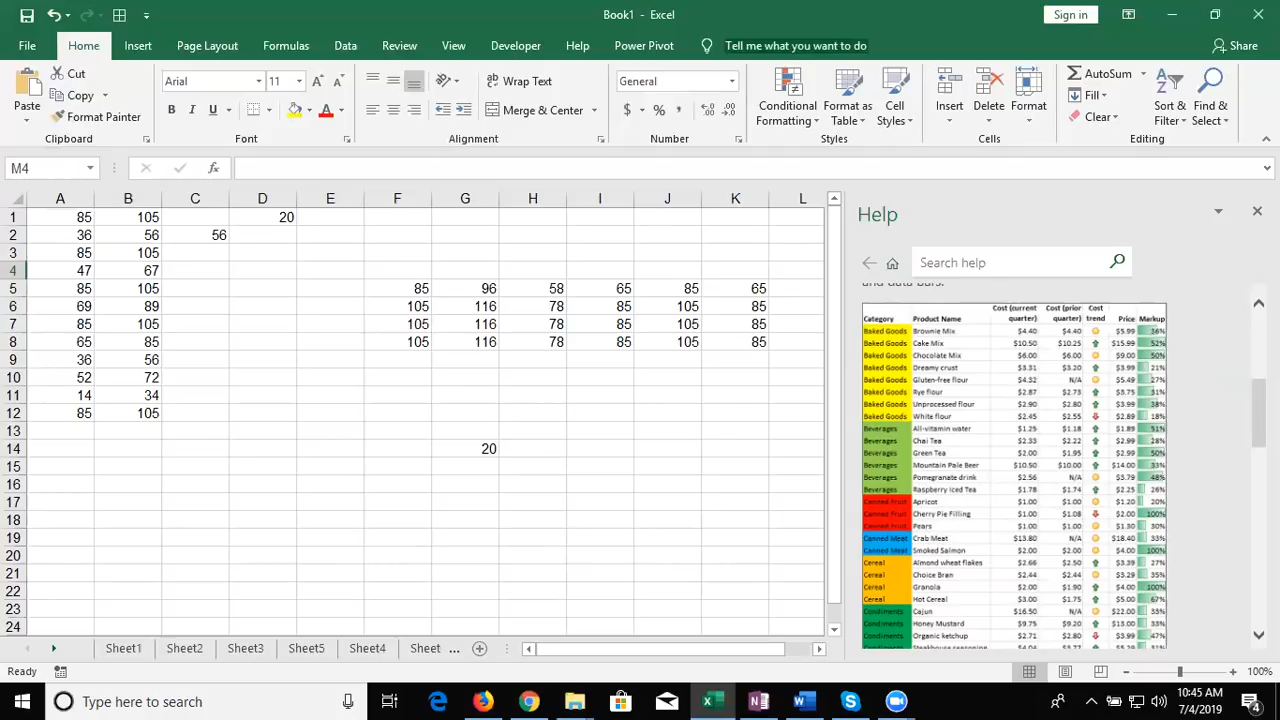 Book1 - Excel
Sign in
File Home Insert Page Layout Formulas Data Review View Developer Help Power Pivot Tell me what you want to do Share
Paste Cut Copy Format Painter
Clipboard
Arial 11
B I U
Font
Wrap Text
Merge & Center
Alignment
General
$ % ,
Number
Conditional Formatting Format as Table Cell Styles
Styles
Insert Delete Format
Cells
AutoSum Fill Clear Sort & Filter Find & Select
Editing
M4 fx
A B C D E F G H I J K L
1 85 105 20
2 36 56 56
3 85 105
4 47 67
5 85 105 85 96 58 65 85 65
6 69 89 105 116 78 85 105 85
7 85 105 105 116 78 85 105 85
8 65 85 105 116 78 85 105 85
9 36 56
10 52 72
11 14 34
12 85 105
13
14 20
15
16
17
18
19
20
21
22
23
24
Help
Search help
and data bars.
Category Product Name Cost (current quarter) Cost (prior quarter) Cost trend Price Markup
Baked Goods Brownie Mix $4.40 $4.40 $5.99 36%
Baked Goods Cake Mix $10.50 $10.25 $15.99 52%
Baked Goods Chocolate Mix $6.00 $6.00 $9.00 50%
Baked Goods Dreamy crust $3.31 $3.20 $3.99 21%
Baked Goods Gluten-free flour $4.32 N/A $5.49 27%
Baked Goods Rye flour $2.87 $2.73 $3.75 31%
Baked Goods Unprocessed flour $2.90 $2.80 $3.99 38%
Baked Goods White flour $2.45 $2.55 $2.89 18%
Beverages All-vitamin water $1.25 $1.18 $1.89 51%
Beverages Chai Tea $2.33 $2.22 $2.99 28%
Beverages Green Tea $2.00 $1.95 $2.99 50%
Beverages Mountain Pale Beer $10.50 $10.00 $14.00 33%
Beverages Pomegranate drink $2.56 N/A $3.79 48%
Beverages Raspberry Iced Tea $1.78 $1.74 $2.25 26%
Canned Fruit Apricot $1.00 $1.00 $1.20 20%
Canned Fruit Cherry Pie Filling $1.00 $1.08 $2.00 100%
Canned Fruit Pears $1.00 $1.00 $1.30 30%
Canned Meat Crab Meat $13.80 N/A $18.40 33%
Canned Meat Smoked Salmon $2.00 $2.00 $4.00 100%
Cereal Almond wheat flakes $2.66 $2.50 $3.39 27%
Cereal Choice Bran $2.44 $2.44 $3.29 35%
Cereal Granola $2.00 $1.90 $4.00 100%
Cereal Hot Cereal $3.00 $1.75 $5.00 67%
Condiments Cajun $16.50 N/A $22.00 33%
Condiments Honey Mustard $9.75 $9.20 $13.00 33%
Condiments Organic ketchup $2.71 $2.80 $3.99 47%
Condiments Steakhouse seasoning
Sheet1 Sheet2 Sheet3 Sheet5 Sheet4 Sheet ...
Ready 100%
Type here to search
10:45 AM
7/4/2019
4